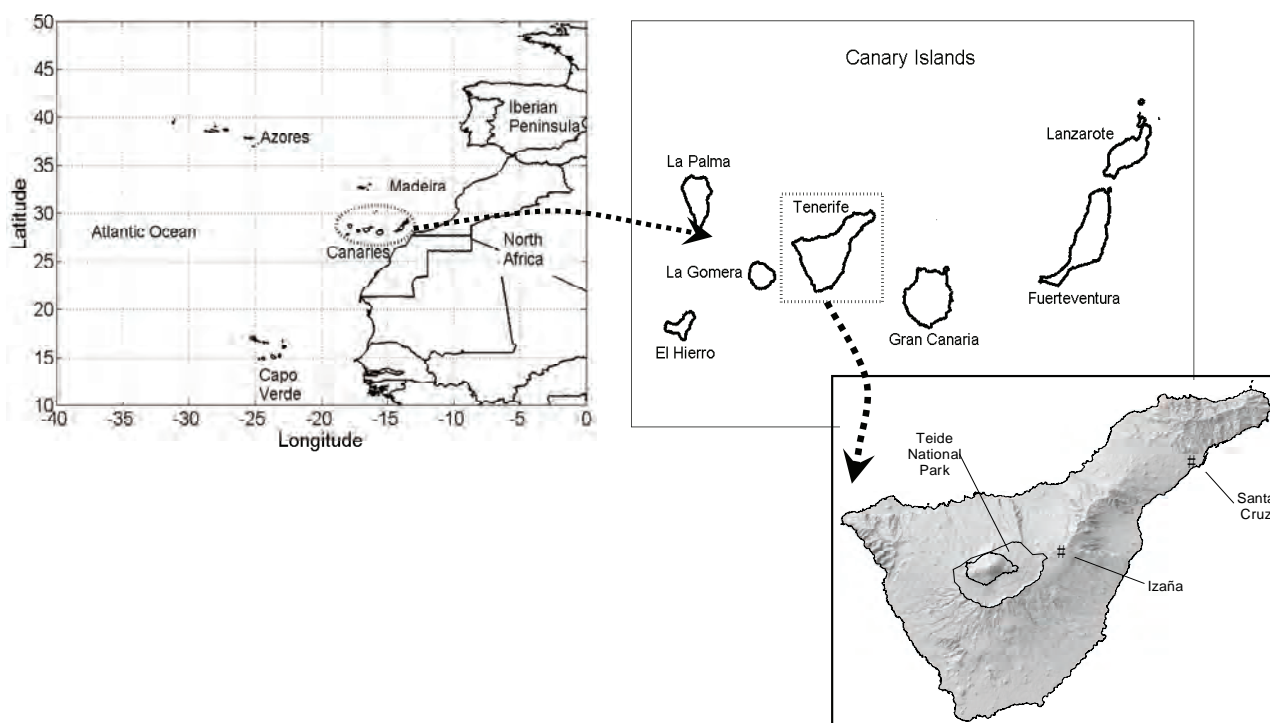 50
45
40
35
30
25
20
15
10
-40
-35
-30
-25
-20
-15
-10
-5
0
Latitude
Longitude
Azores
Iberian
Peninsula
Madeira
Atlantic Ocean
Canaries
North
Africa
Capo
Verde
Canary Islands
Lanzarote
La Palma
Tenerife
La Gomera
Fuerteventura
El Hierro
Gran Canaria
Teide
National
Park
#
Santa
Cruz
#
Izaña